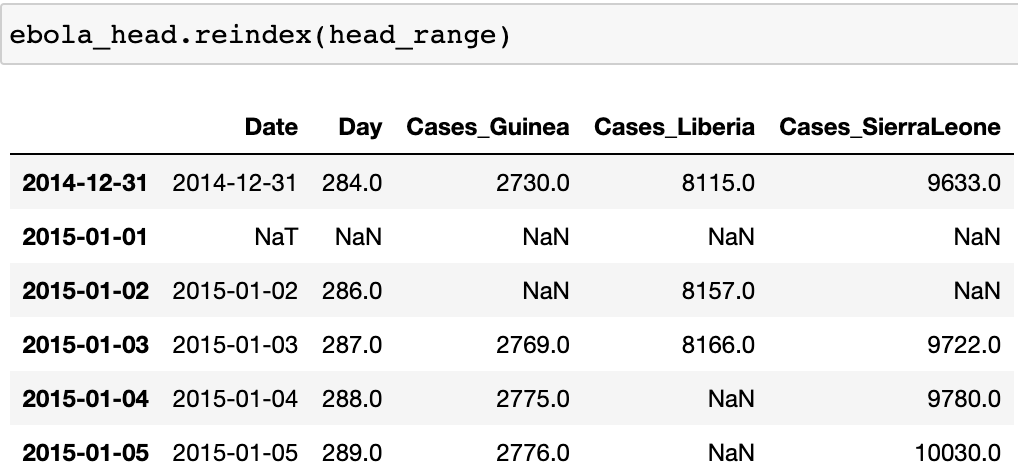 ebola_head.reindex(head_range)
Date Day Cases_Guinea Cases_Liberia Cases_SierraLeone
2014-12-31 2014-12-31 284.0 2730.0 8115.0 9633.0
2015-01-01 NaT NaN NaN NaN NaN
2015-01-02 2015-01-02 286.0 NaN 8157.0 NaN
2015-01-03 2015-01-03 287.0 2769.0 8166.0 9722.0
2015-01-04 2015-01-04 288.0 2775.0 NaN 9780.0
2015-01-05 2015-01-05 289.0 2776.0 NaN 10030.0